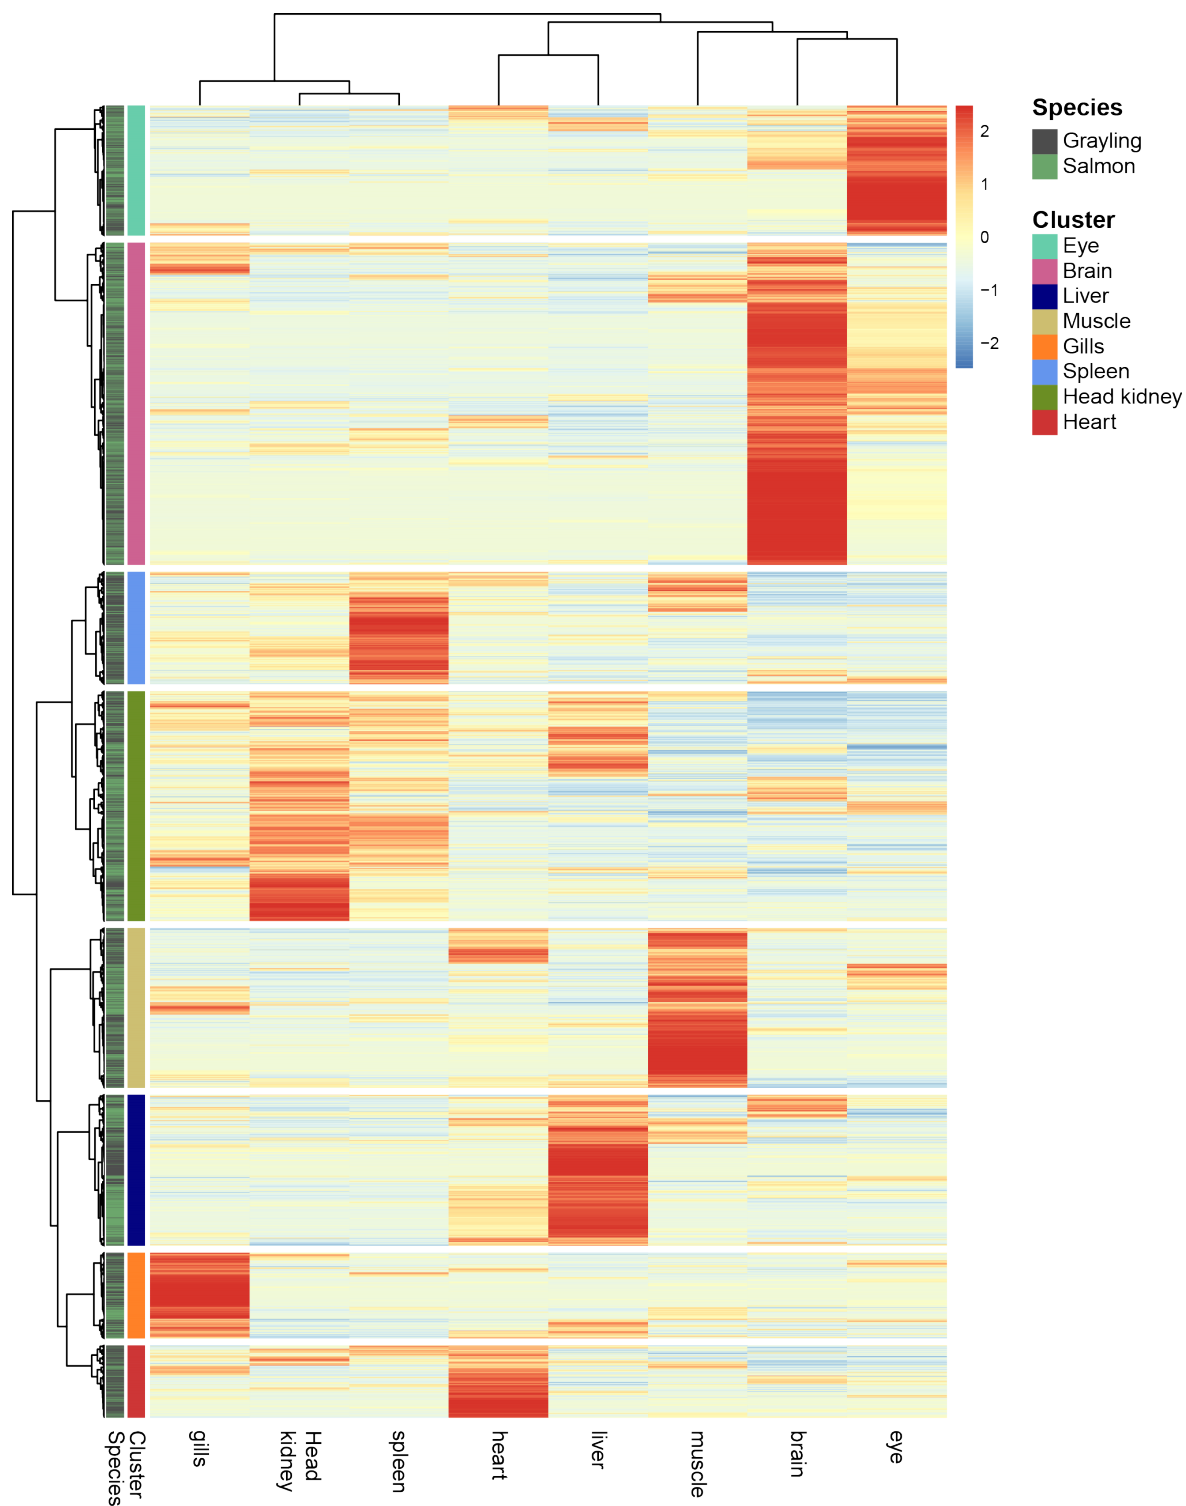 Species
Grayling
Salmon
Cluster
Eye
Brain
Liver
Muscle
Gills
Spleen
Head kidney
Heart
2
1
0
−1
−2
Species
Cluster
gills
Head
kidney
spleen
heart
liver
muscle
brain
eye